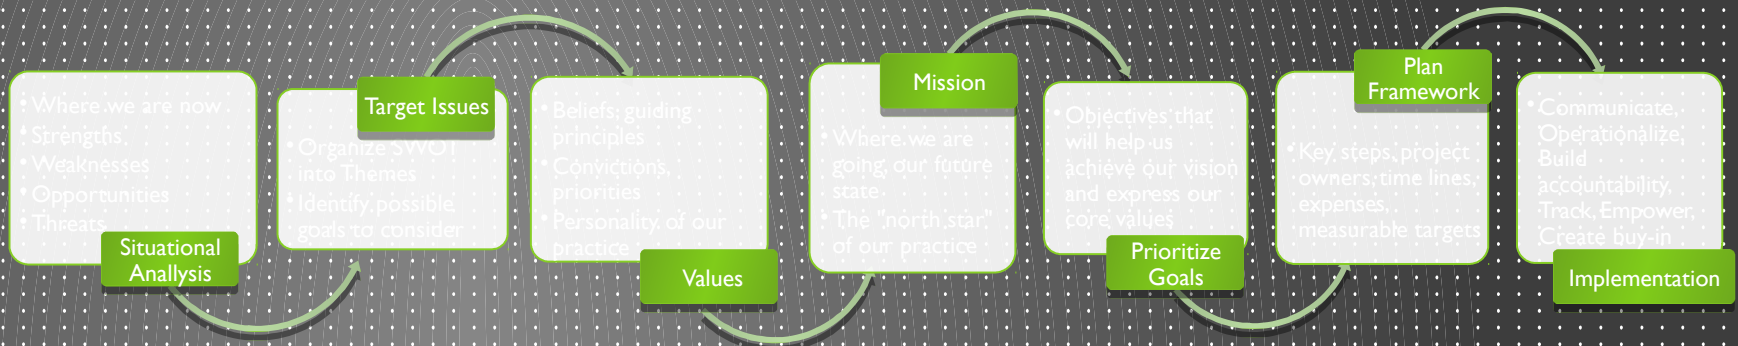 • Where we are now
• Strengths
• Weaknesses
• Opportunities
• Threats
Situational
Anallysis
Target Issues
• Organize SWOT
into Themes
• Identify possible
goals to consider
• Beliefs; guiding
principles
• Convictions,
priorities
• Personality of our
practice
Values
Mission
• Where we are
going, our future
state
• The "north star"
of our practice
• Objectives that
will help us
achieve our vision
and express our
core values
Prioritize
Goals
Plan
Framework
• Key steps, project
owners, time lines,
expenses,
measurable targets
• Communicate,
Operationalize,
Build
accountability,
Track, Empower,
Create buy-in
Implementation